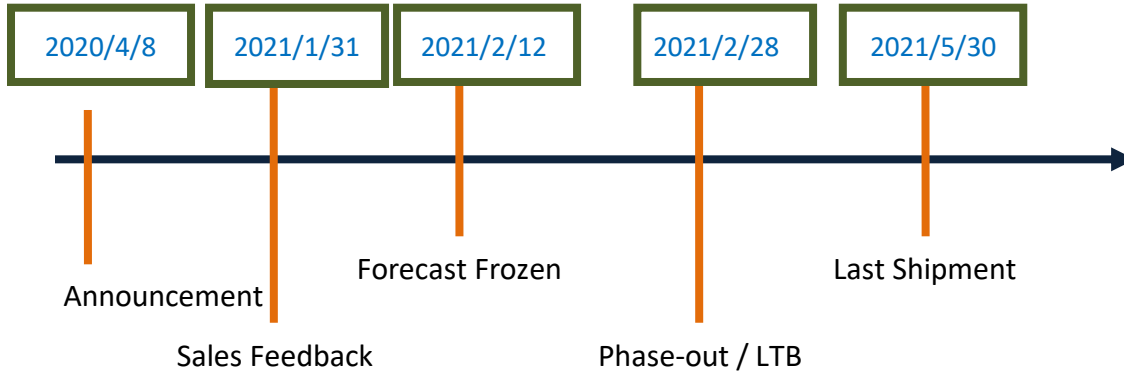 2020/4/8
2021/1/31
2021/2/12
2021/2/28
2021/5/30
Announcement
Sales Feedback
Forecast Frozen
Phase-out / LTB
Last Shipment